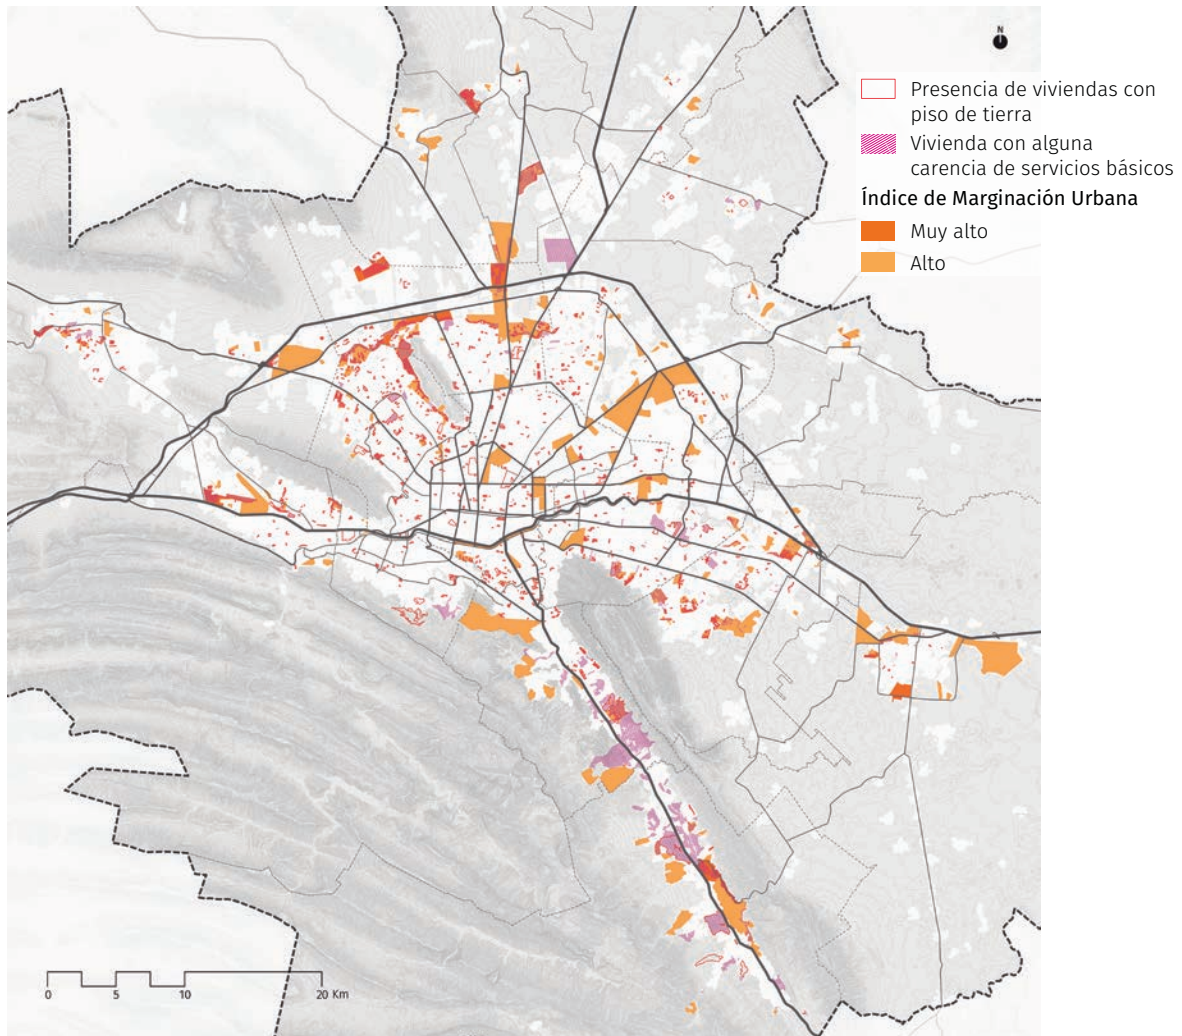 N
Presencia de viviendas con
piso de tierra
Vivienda con alguna
carencia de servicios básicos
Índice de Marginación Urbana
Muy alto
Alto
0 5 10 20 Km